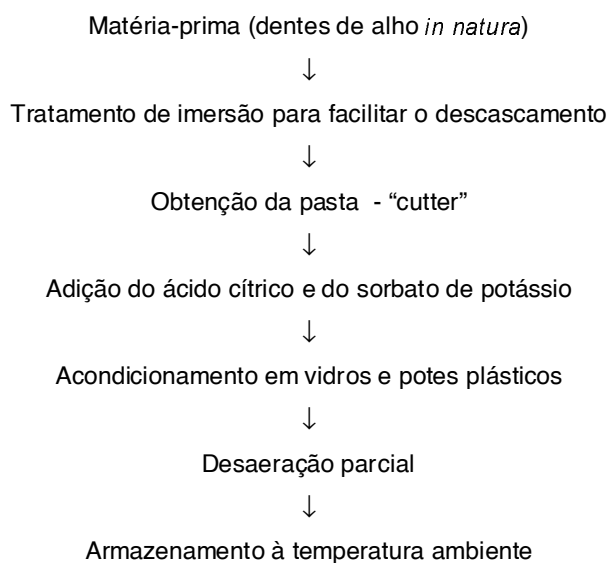 Matéria-prima (dentes de alho in natura)
↓
Tratamento de imersão para facilitar o descascamento
↓
Obtenção da pasta - “cutter”
↓
Adição do ácido cítrico e do sorbato de potássio
↓
Acondicionamento em vidros e potes plásticos
↓
Desaeração parcial
↓
Armazenamento à temperatura ambiente